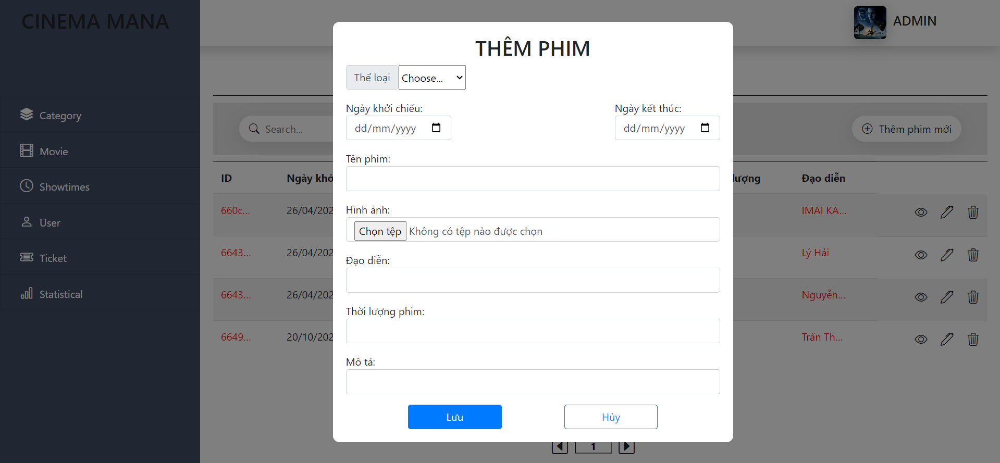 CINEMA MANA
ADMIN
Category
Movie
Showtimes
User
Ticket
Statistical
Search...
Thêm phim mới
ID
Ngày khở
lượng
Đạo diễn
660c...
26/04/202
IMAI KA...
6643...
26/04/202
Lý Hải
6643...
26/04/202
Nguyễn...
6649...
20/10/202
Trấn Th...
THÊM PHIM
Thể loại
Choose...
Ngày khởi chiếu:
Ngày kết thúc:
dd/mm/yyyy
dd/mm/yyyy
Tên phim:
Hình ảnh:
Chọn tệp Không có tệp nào được chọn
Đạo diễn:
Thời lượng phim:
Mô tả:
Lưu
Hủy
1